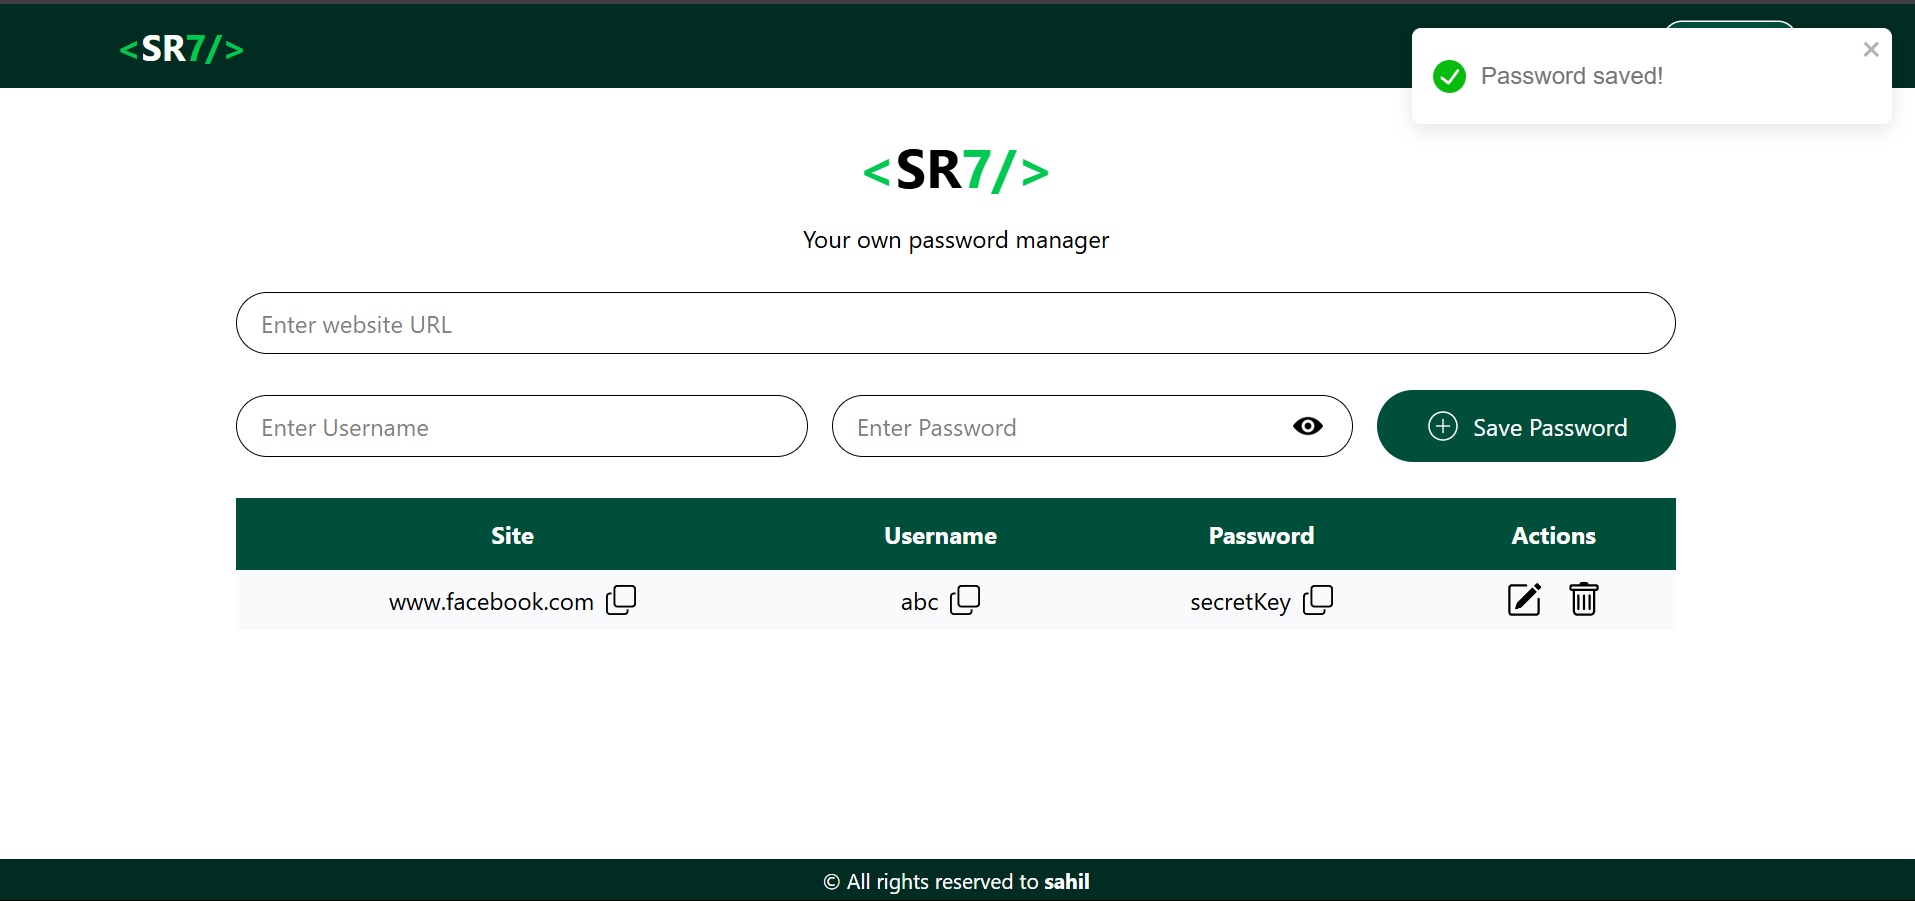 <SR7/>
Password saved!
<SR7/>
Your own password manager
Enter website URL
Enter Username
Enter Password
Save Password
Site Username Password Actions
www.facebook.com abc secretKey
© All rights reserved to sahil